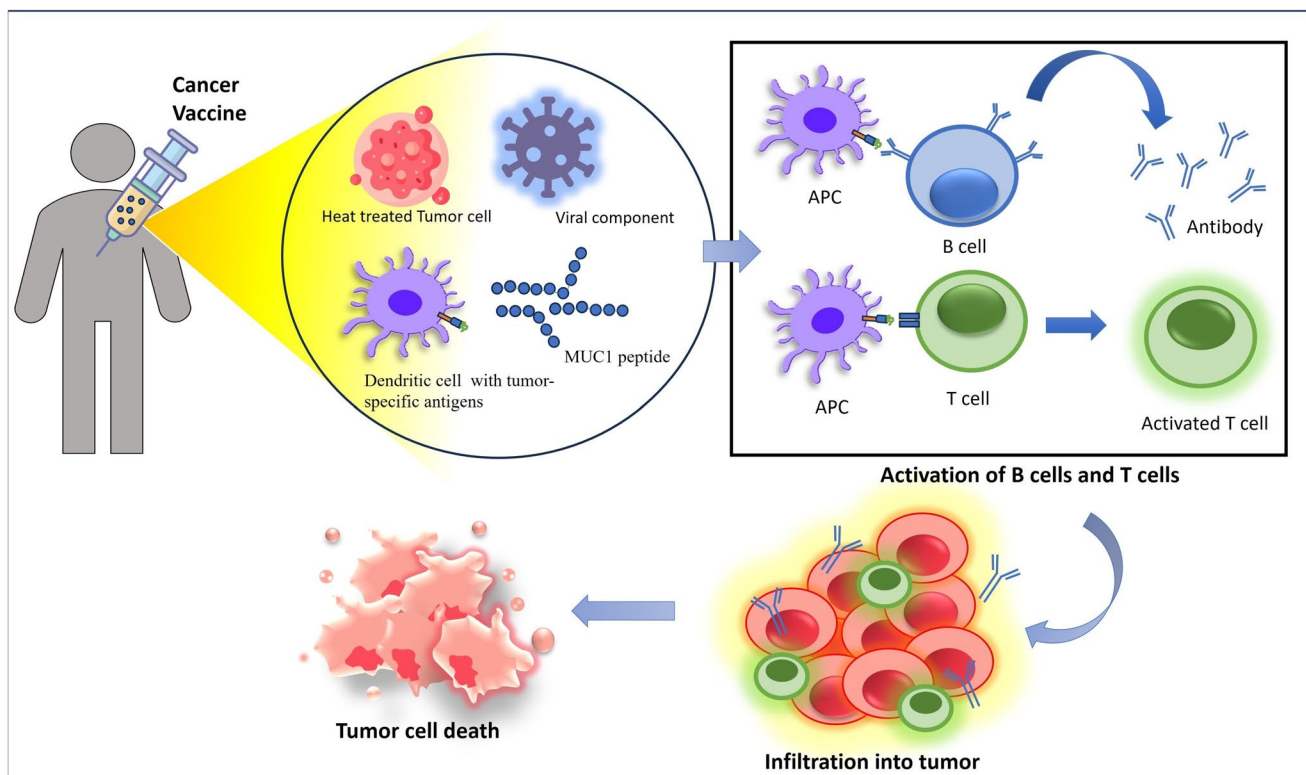 Cancer
Vaccine
Heat treated Tumor cell
Viral component
Dendritic cell with tumor-
specific antigens
MUC1 peptide
APC
B cell
Antibody
APC
T cell
Activated T cell
Activation of B cells and T cells
Tumor cell death
Infiltration into tumor